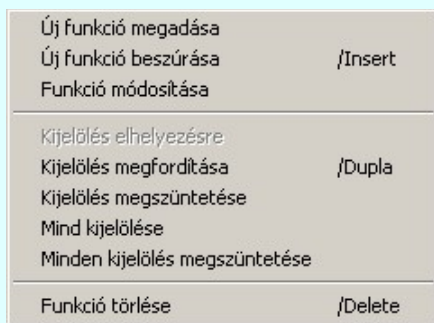 Új funkció megadása
Új funkció beszúrása /Insert
Funkció módosítása
Kijelölés elhelyezésre
Kijelölés megfordítása /Dupla
Kijelölés megszüntetése
Mind kijelölése
Minden kijelölés megszüntetése
Funkció törlése /Delete